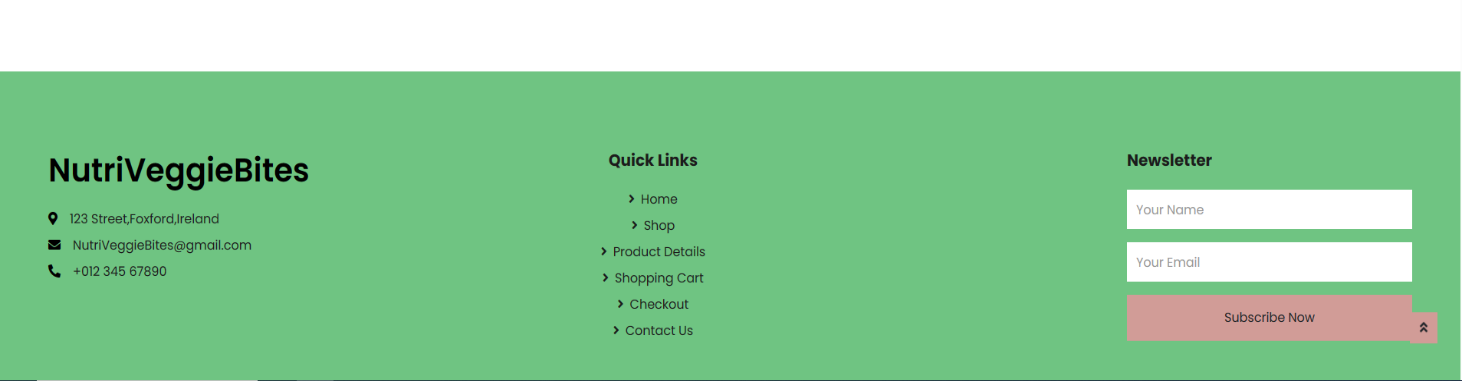 NutriVeggieBites
123 Street,Foxford,Ireland
NutriVeggieBites@gmail.com
+012 345 67890
Quick Links
Home
Shop
Product Details
Shopping Cart
Checkout
Contact Us
Newsletter
Your Name
Your Email
Subscribe Now